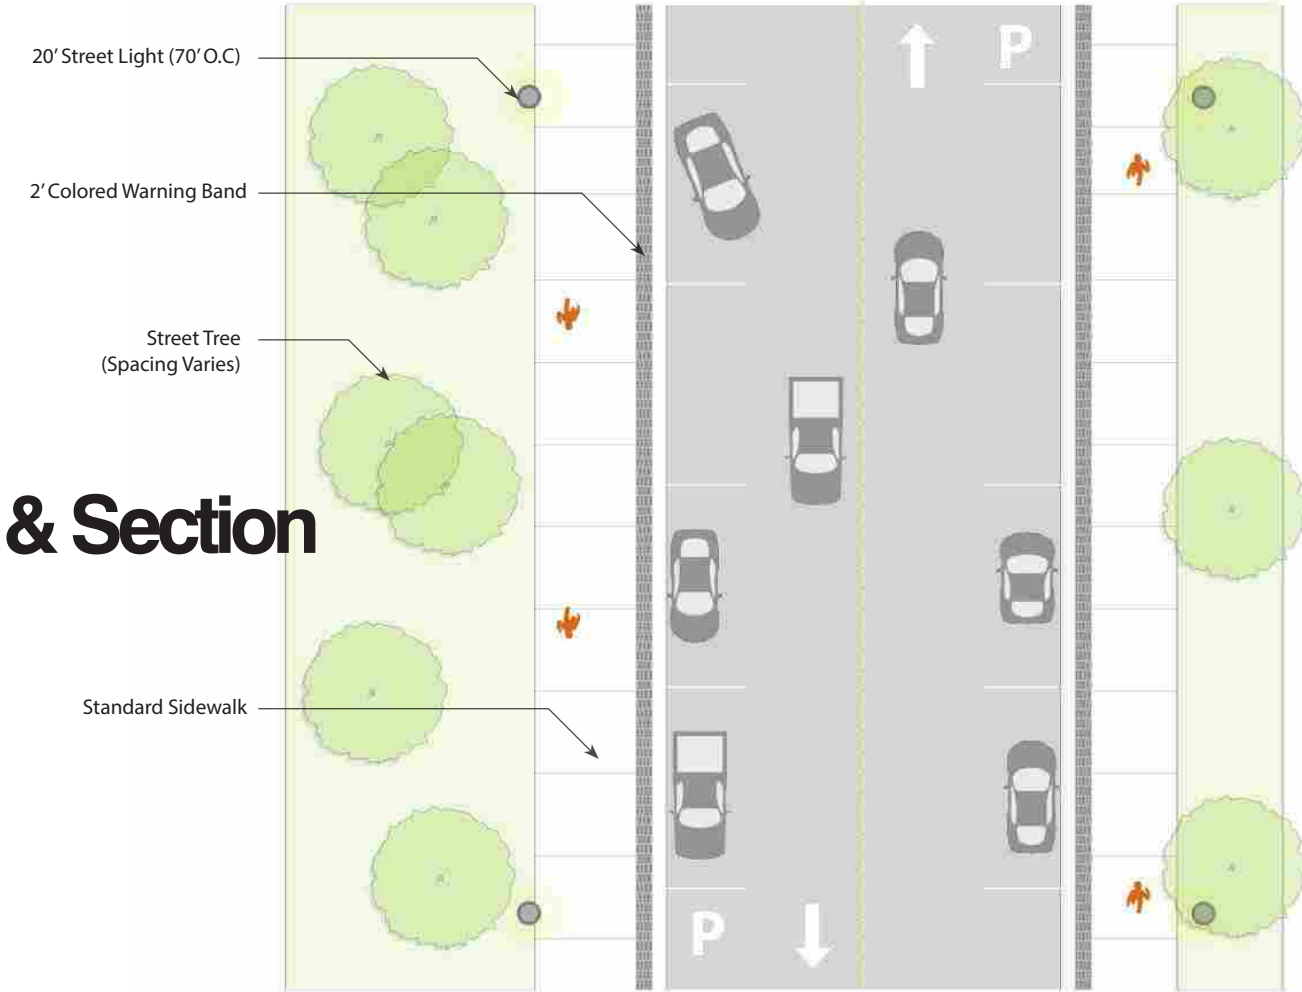 20' Street Light (70' O.C)
P
2' Colored Warning Band
Street Tree
(Spacing Varies)
& Section
Standard Sidewalk
P